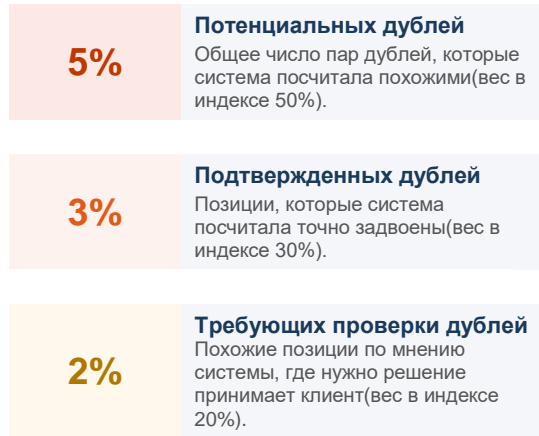 5%
Потенциальных дублей
Общее число пар дублей, которые
система посчитала похожими(вес в
индексе 50%).
3%
Подтвержденных дублей
Позиции, которые система
посчитала точно задвоены(вес в
индексе 30%).
2%
Требующих проверки дублей
Похожие позиции по мнению
системы, где нужно решение
принимает клиент(вес в индексе
20%).